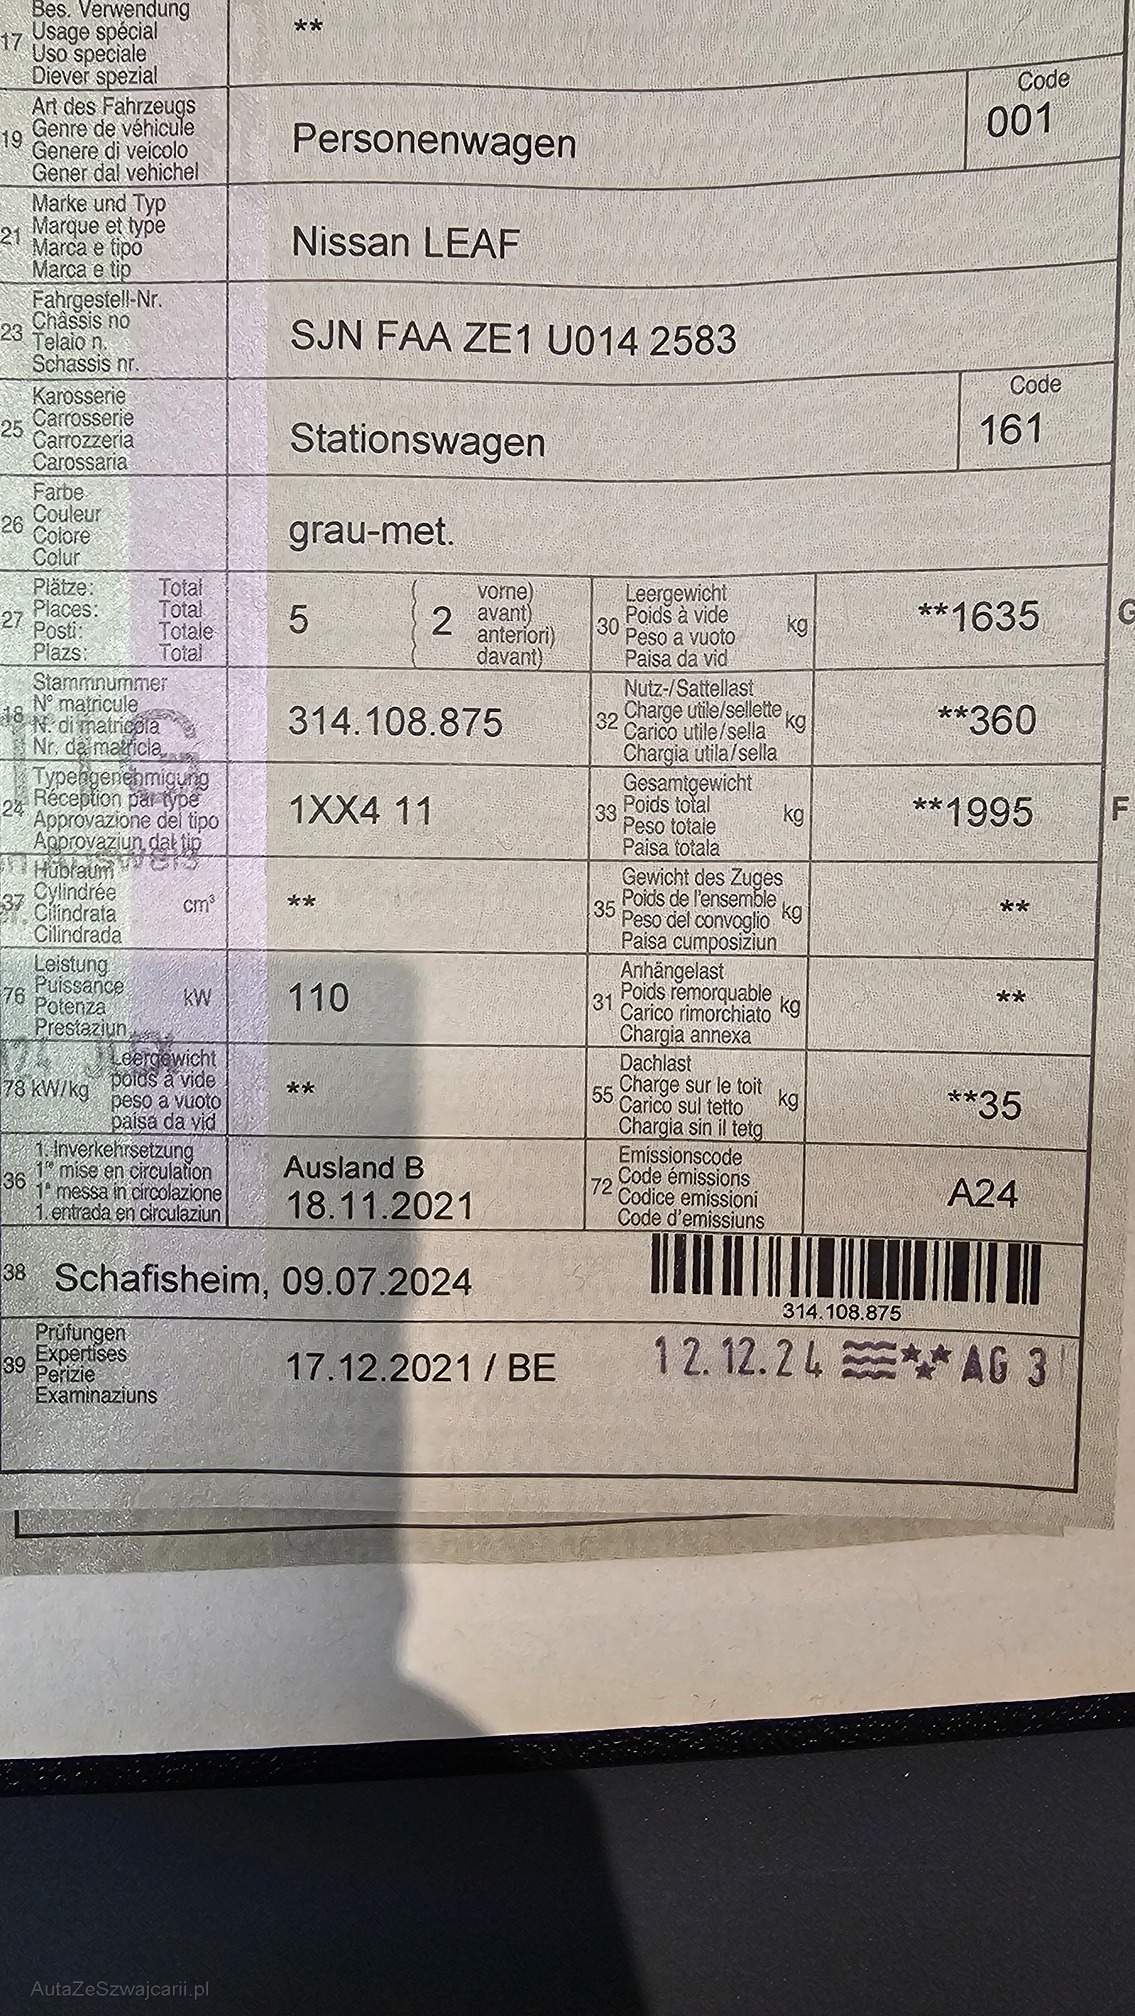 17 Bes. Verwendung
Usage spécial
Uso speciale
Diever spezial
**
19 Art des Fahrzeugs
Genre de véhicule
Genere di veicolo
Gener dal vehichel
Personenwagen
Code
001
21 Marke und Typ
Marque et type
Marca e tipo
Marca e tip
Nissan LEAF
23 Fahrgestell-Nr.
Châssis no
Telaio n.
Schassis nr.
SJN FAA ZE1 U014 2583
25 Karosserie
Carrosserie
Carrozzeria
Carossaria
Stationswagen
Code
161
26 Farbe
Couleur
Colore
Colur
grau-met.
27 Plätze: Total
Places: Total
Posti: Totale
Plazs: Total
5 ( 2 vorne)
( avant)
( anteriori)
( davant)
30 Leergewicht
Poids à vide
Peso a vuoto
Paisa da vid
kg
**1635
G
18 Stammnummer
N° matricule
N. di matricola
Nr. da matricla
314.108.875
32 Nutz-/Sattellast
Charge utile/sellette
Carico utile/sella
Chargia utila/sella
kg
**360
24 Typengenehmigung
Réception par type
Approvazione del tipo
Approvaziun dal tip
1XX4 11
33 Gesamtgewicht
Poids total
Peso totale
Paisa totala
kg
**1995
F
37 Hubraum
Cylindrée
Cilindrata
Cilindrada
cm³
**
35 Gewicht des Zuges
Poids de l'ensemble
Peso del convoglio
Paisa cumposiziun
kg
**
76 Leistung
Puissance
Potenza
Prestaziun
kW
110
31 Anhängelast
Poids remorquable
Carico rimorchiato
Chargia annexa
kg
**
78 kW/kg Leergewicht
poids à vide
peso a vuoto
paisa da vid
**
55 Dachlast
Charge sur le toit
Carico sul tetto
Chargia sin il tetg
kg
**35
36 1. Inverkehrsetzung
1re mise en circulation
1a messa in circolazione
1. entrada en circulaziun
Ausland B
18.11.2021
72 Emissionscode
Code émissions
Codice emissioni
Code d'emissiuns
A24
38 Schafisheim, 09.07.2024
314.108.875
39 Prüfungen
Expertises
Perizie
Examinaziuns
17.12.2021 / BE
12.12.24 AG 3
AutaZeSzwajcarii.pl